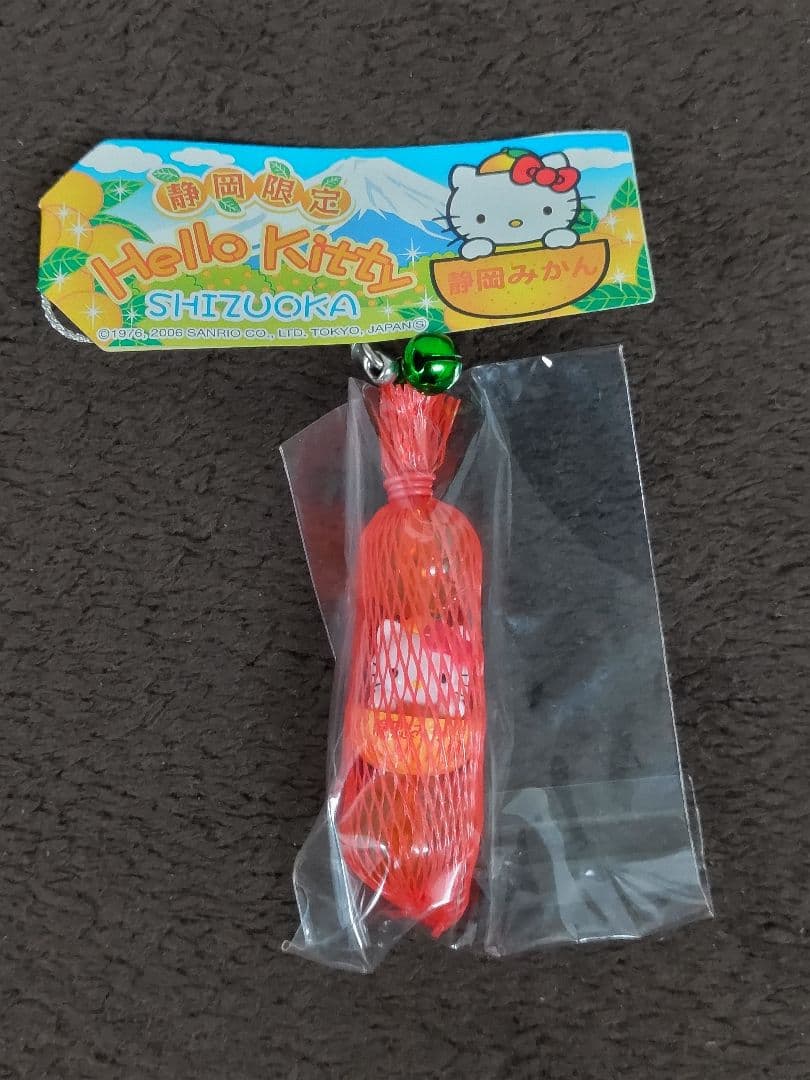 静岡限定
Hello Kitty
SHIZUOKA
静岡みかん
©1976, 2006 SANRIO CO., LTD. TOKYO, JAPAN Ⓢ